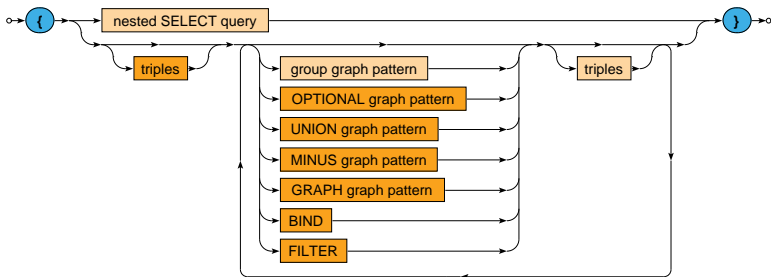 {
nested SELECT query
}
triples
group graph pattern
triples
OPTIONAL graph pattern
UNION graph pattern
MINUS graph pattern
GRAPH graph pattern
BIND
FILTER